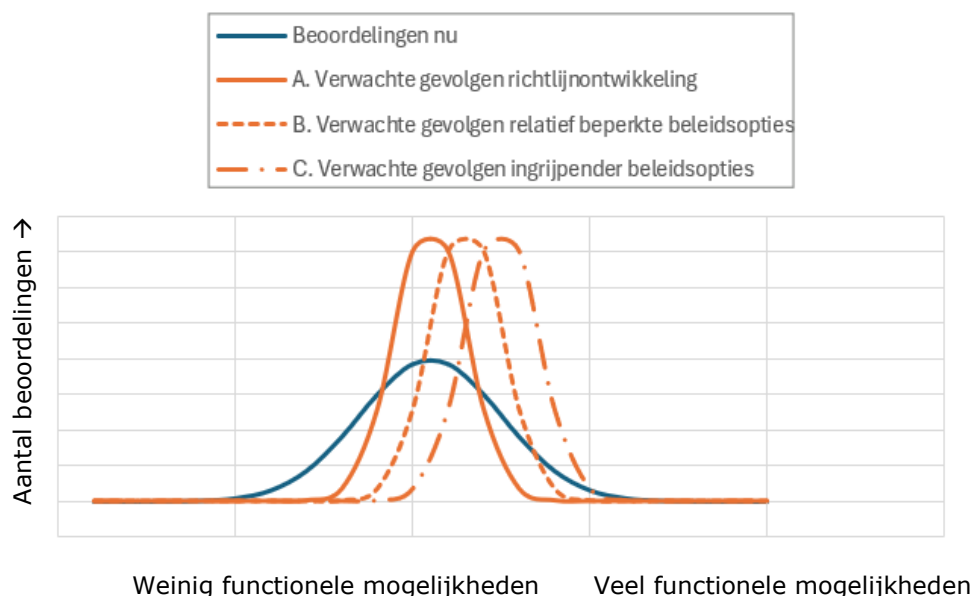 Beoordelingen nu
A. Verwachte gevolgen richtlijnontwikkeling
B. Verwachte gevolgen relatief beperkte beleidsopties
C. Verwachte gevolgen ingrijpender beleidsopties
Aantal beoordelingen →
Weinig functionele mogelijkheden Veel functionele mogelijkheden